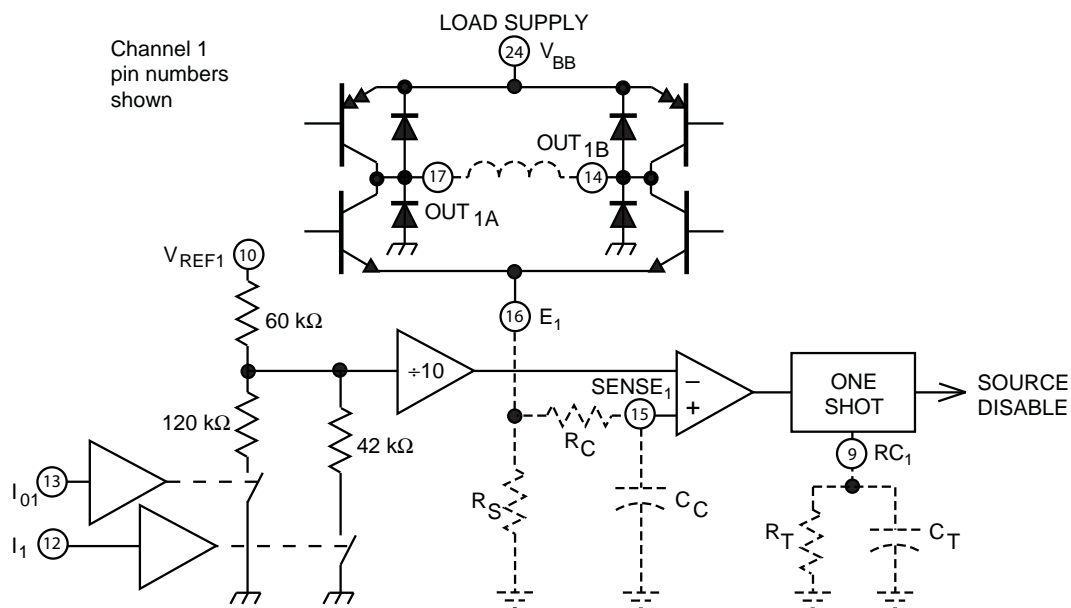 LOAD SUPPLY
Channel 1
pin numbers
shown
24 VBB
OUT1B
17
14
OUT1A
VREF1 10
60 kΩ
16 E1
÷10
120 kΩ
42 kΩ
SENSE1
15
−
+
RC
ONE
SHOT
SOURCE
DISABLE
9 RC1
I01 13
I1 12
RS
CC
RT
CT